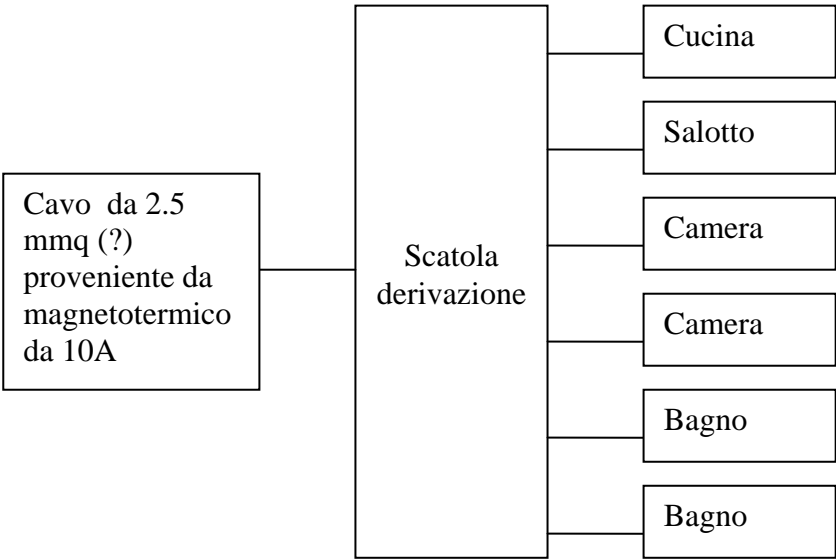 Cavo da 2.5
mmq (?)
proveniente da
magnetotermico
da 10A
Scatola
derivazione
Cucina
Salotto
Camera
Camera
Bagno
Bagno